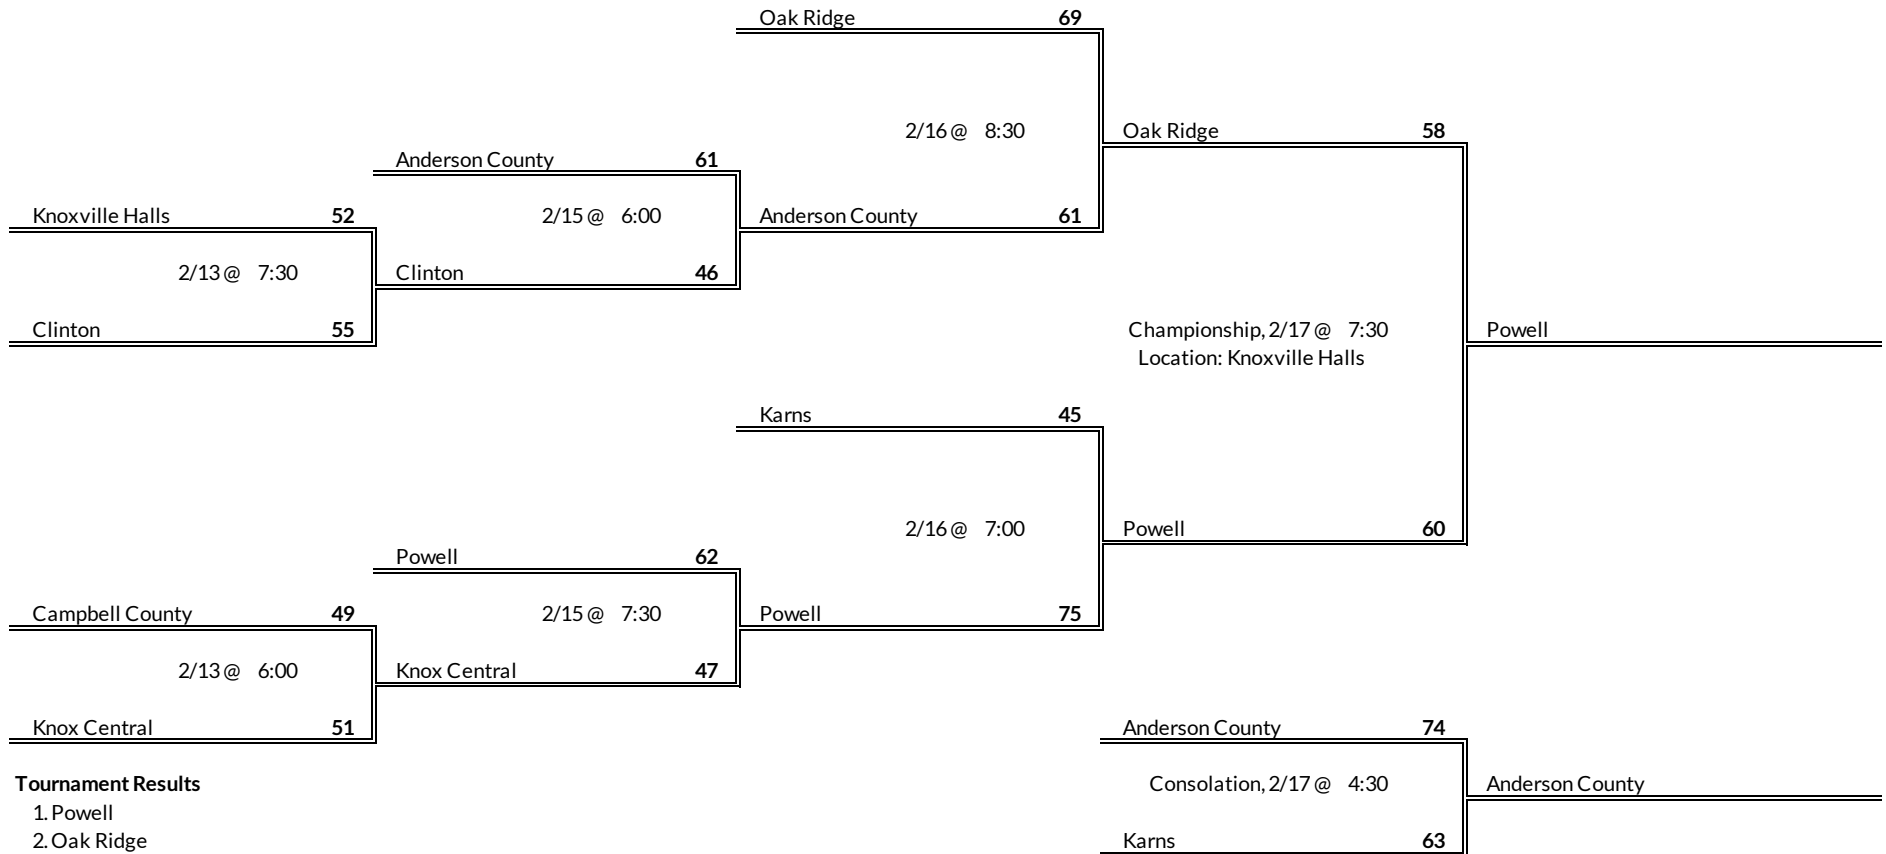 Oak Ridge 69
2/16 @ 8:30
Oak Ridge 58
Anderson County 61
Knoxville Halls 52
2/15 @ 6:00
Anderson County 61
2/13 @ 7:30
Clinton 46
Clinton 55
Championship, 2/17 @ 7:30
Powell
Location: Knoxville Halls
Karns 45
2/16 @ 7:00
Powell 60
Powell 62
Campbell County 49
2/15 @ 7:30
Powell 75
2/13 @ 6:00
Knox Central 47
Knox Central 51
Anderson County 74
Tournament Results
Consolation, 2/17 @ 4:30
Anderson County
1. Powell
2. Oak Ridge
Karns 63